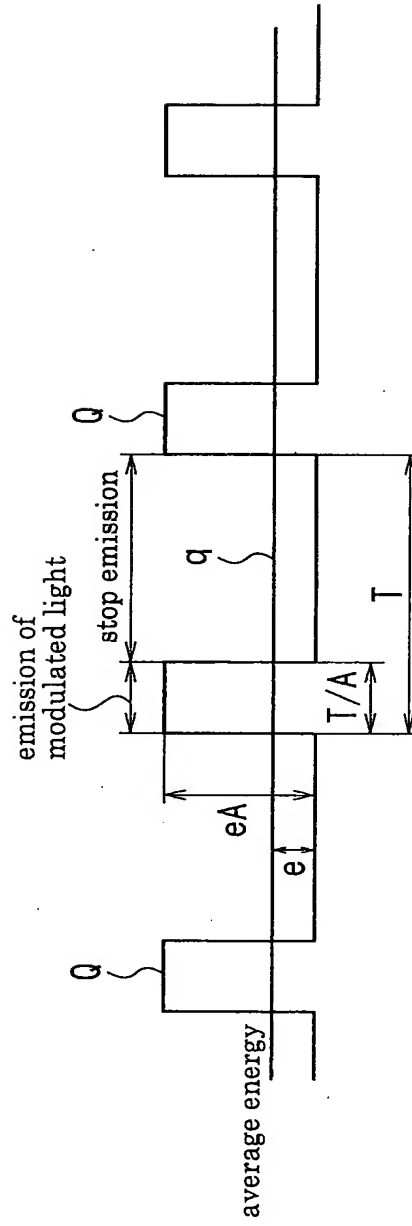 emission of
modulated light
stop emission
Q
Q
q
eA
e
T/A
T
average energy